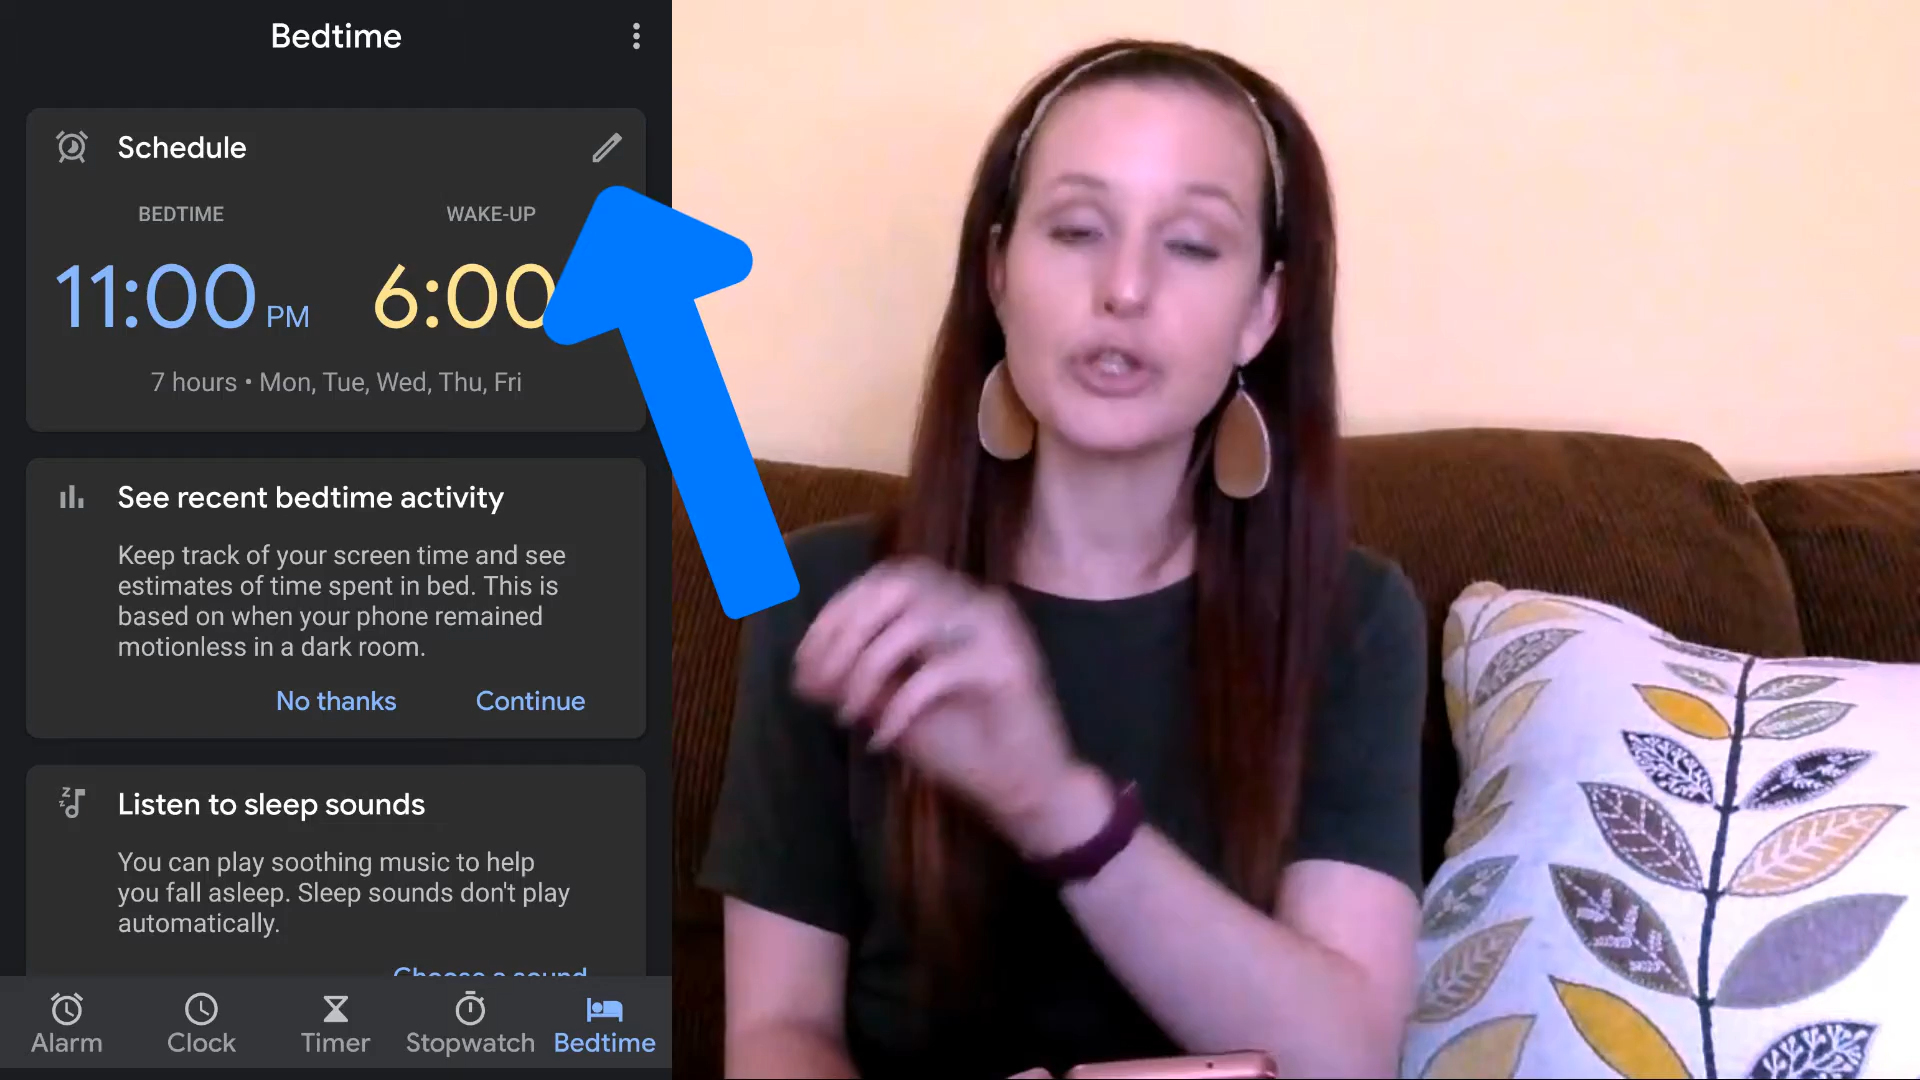 Bedtime
Schedule
BEDTIME WAKE-UP
11:00 PM 6:00
7 hours • Mon, Tue, Wed, Thu, Fri
See recent bedtime activity
Keep track of your screen time and see
estimates of time spent in bed. This is
based on when your phone remained
motionless in a dark room.
No thanks Continue
Listen to sleep sounds
You can play soothing music to help
you fall asleep. Sleep sounds don't play
automatically.
Choose a sound
Alarm Clock Timer Stopwatch Bedtime